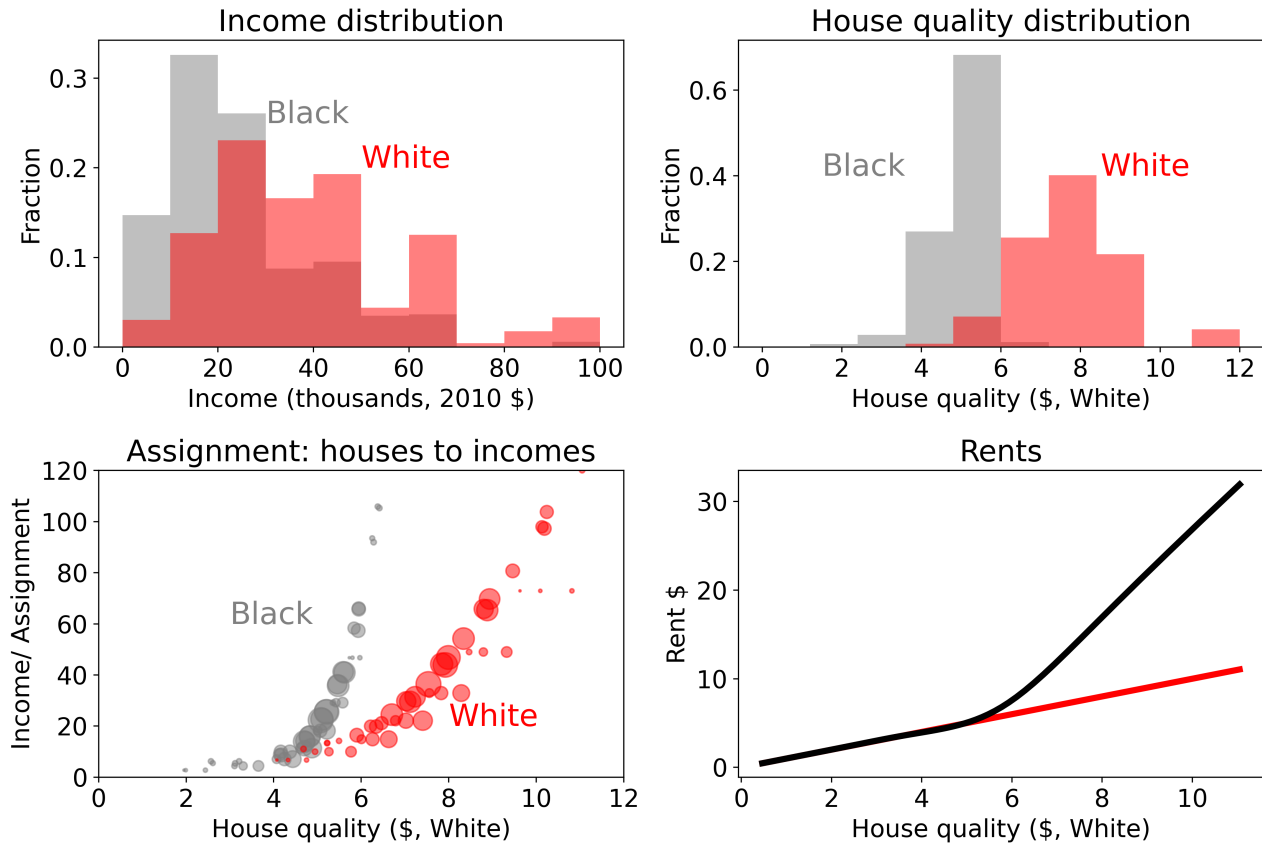 Income distribution
0.3
0.2
0.1
0.0
Fraction
Black
White
0 20 40 60 80 100
Income (thousands, 2010 $)
House quality distribution
0.6
0.4
0.2
0.0
Fraction
Black
White
0 2 4 6 8 10 12
House quality ($, White)
Assignment: houses to incomes
120
100
80
60
40
20
0
Income/ Assignment
Black
White
0 2 4 6 8 10 12
House quality ($, White)
Rents
30
20
10
0
Rent $
0 2 4 6 8 10
House quality ($, White)